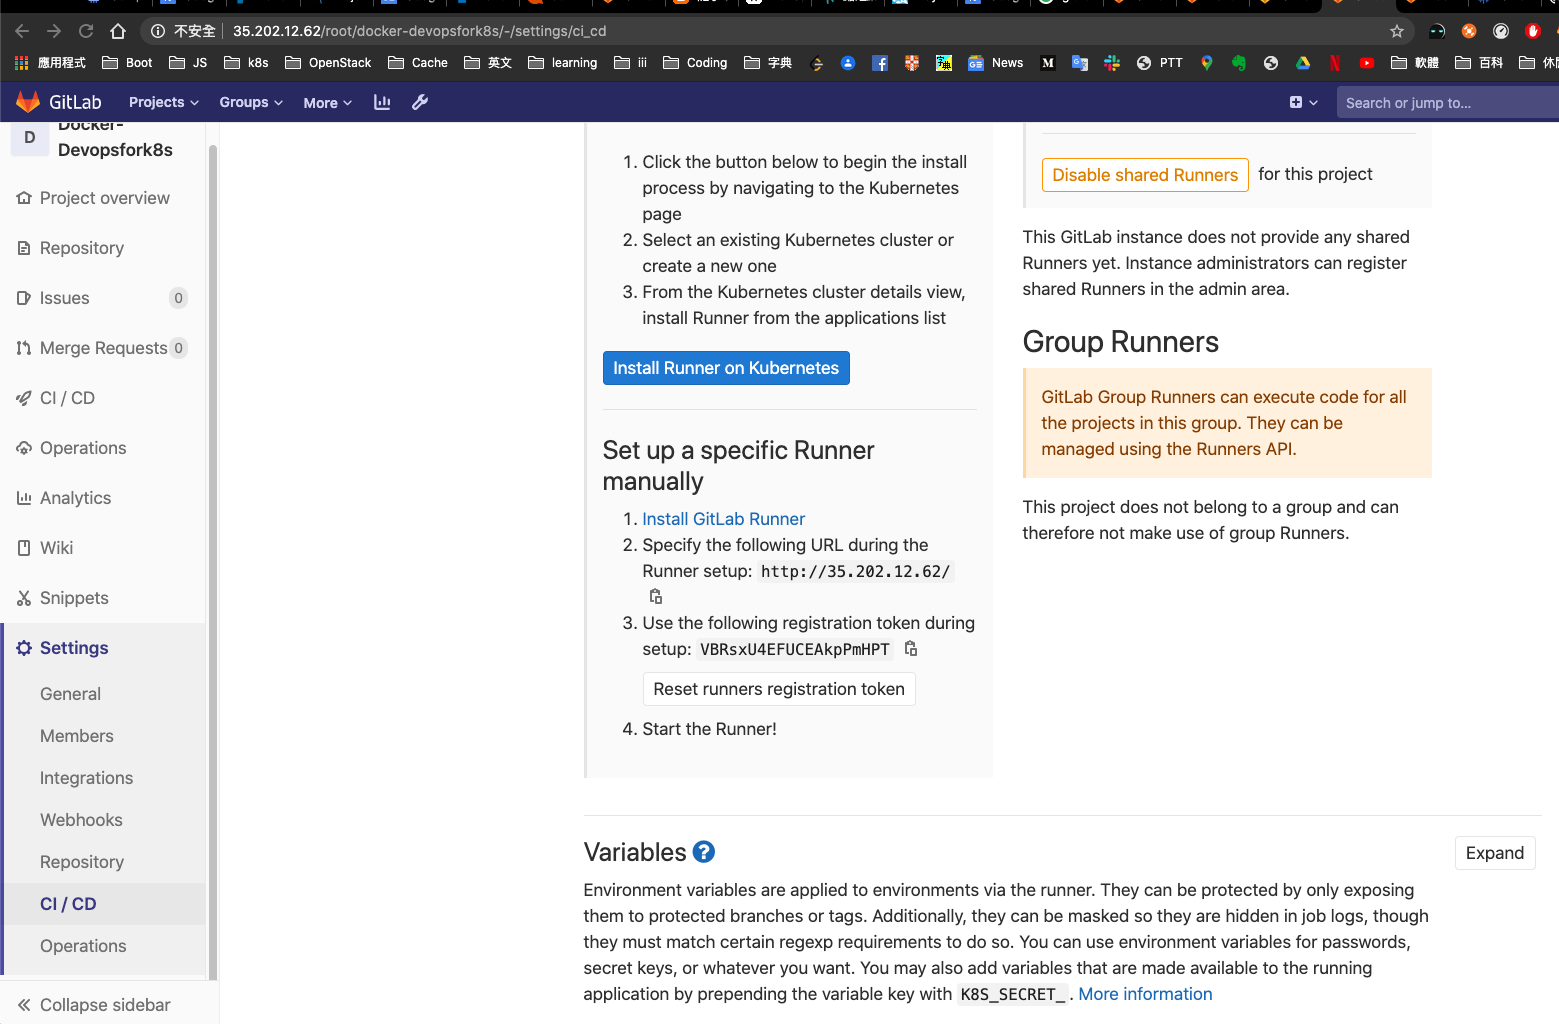 不安全 35.202.12.62/root/docker-devopsfork8s/-/settings/ci_cd
應用程式 Boot JS k8s OpenStack Cache 英文 learning iii Coding 字典 News M PTT 軟體 百科
GitLab Projects Groups More Search or jump to...
D
Docker-
Devopsfork8s
Project overview
Repository
Issues 0
Merge Requests 0
CI / CD
Operations
Analytics
Wiki
Snippets
Settings
General
Members
Integrations
Webhooks
Repository
CI / CD
Operations
Collapse sidebar
1. Click the button below to begin the install
process by navigating to the Kubernetes
page
2. Select an existing Kubernetes cluster or
create a new one
3. From the Kubernetes cluster details view,
install Runner from the applications list
Install Runner on Kubernetes
Set up a specific Runner
manually
1. Install GitLab Runner
2. Specify the following URL during the
Runner setup: http://35.202.12.62/
3. Use the following registration token during
setup: VBRsxU4EFUCEAkpPmHPT
Reset runners registration token
4. Start the Runner!
Disable shared Runners for this project
This GitLab instance does not provide any shared
Runners yet. Instance administrators can register
shared Runners in the admin area.
Group Runners
GitLab Group Runners can execute code for all
the projects in this group. They can be
managed using the Runners API.
This project does not belong to a group and can
therefore not make use of group Runners.
Variables ?
Expand
Environment variables are applied to environments via the runner. They can be protected by only exposing
them to protected branches or tags. Additionally, they can be masked so they are hidden in job logs, though
they must match certain regexp requirements to do so. You can use environment variables for passwords,
secret keys, or whatever you want. You may also add variables that are made available to the running
application by prepending the variable key with K8S_SECRET_. More information